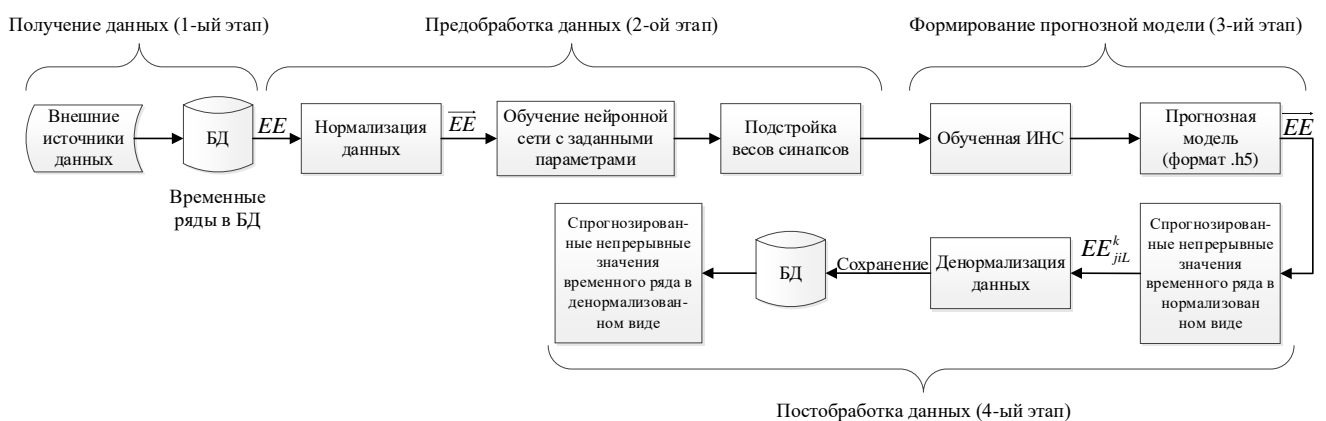 Получение данных (1-ый этап)
Предобработка данных (2-ой этап)
Формирование прогнозной модели (3-ий этап)
Внешние
источники
данных
БД
Временные
ряды в БД
EE
Нормализация
данных
EE
Обучение нейронной
сети с заданными
параметрами
Подстройка
весов синапсов
Обученная ИНС
Прогнозная
модель
(формат .h5)
EE
Спрогнозирован-
ные непрерывные
значения
временного ряда в
нормализован
ном виде
EE^k_{jiL}
Денормализация
данных
Сохранение
БД
Спрогнозирован-
ные непрерывные
значения
временного ряда в
денормализован-
ном виде
Постобработка данных (4-ый этап)